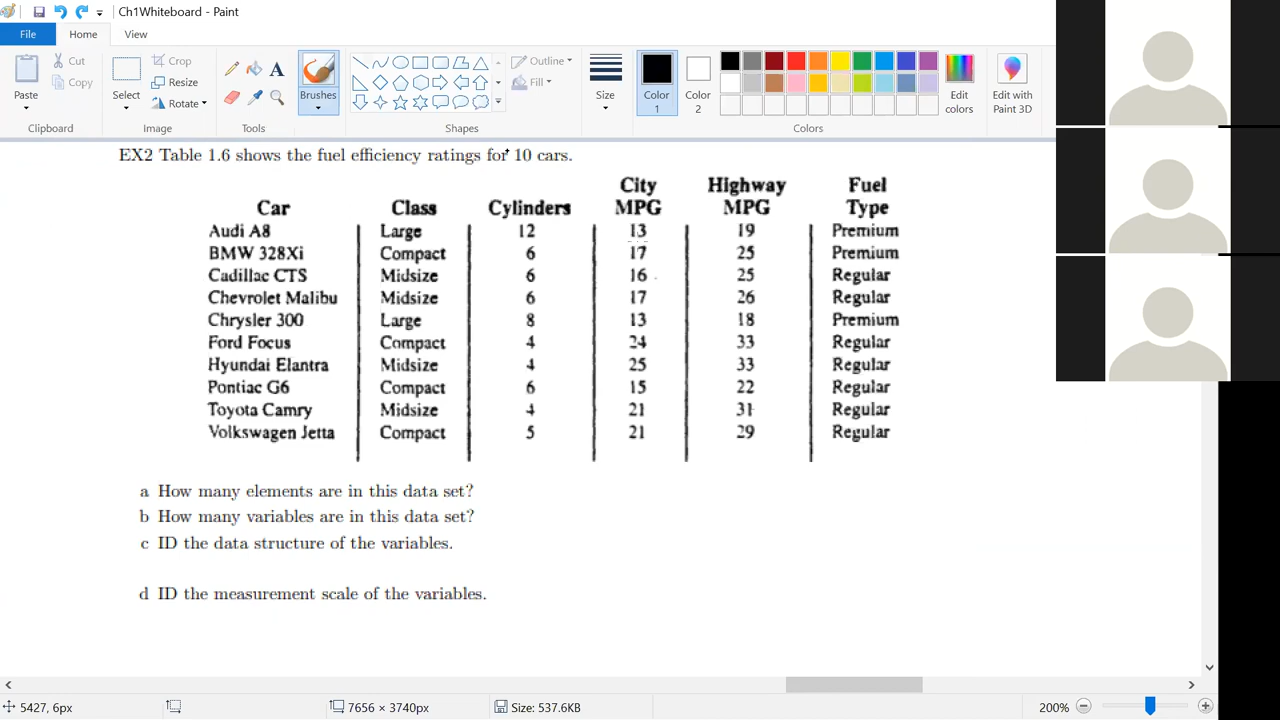 Ch1Whiteboard - Paint
File Home View
Paste
Cut
Copy
Clipboard
Select
Crop
Resize
Rotate
Image
A
Tools
Brushes
Outline
Fill
Shapes
Size
Color 1
Color 2
Edit colors
Edit with Paint 3D
Colors
EX2 Table 1.6 shows the fuel efficiency ratings for 10 cars.
Car Class Cylinders City MPG Highway MPG Fuel Type
Audi A8 Large 12 13 19 Premium
BMW 328Xi Compact 6 17 25 Premium
Cadillac CTS Midsize 6 16 25 Regular
Chevrolet Malibu Midsize 6 17 26 Regular
Chrysler 300 Large 8 13 18 Premium
Ford Focus Compact 4 24 33 Regular
Hyundai Elantra Midsize 4 25 33 Regular
Pontiac G6 Compact 6 15 22 Regular
Toyota Camry Midsize 4 21 31 Regular
Volkswagen Jetta Compact 5 21 29 Regular
a How many elements are in this data set?
b How many variables are in this data set?
c ID the data structure of the variables.
d ID the measurement scale of the variables.
5427, 6px
7656 × 3740px
Size: 537.6KB
200%